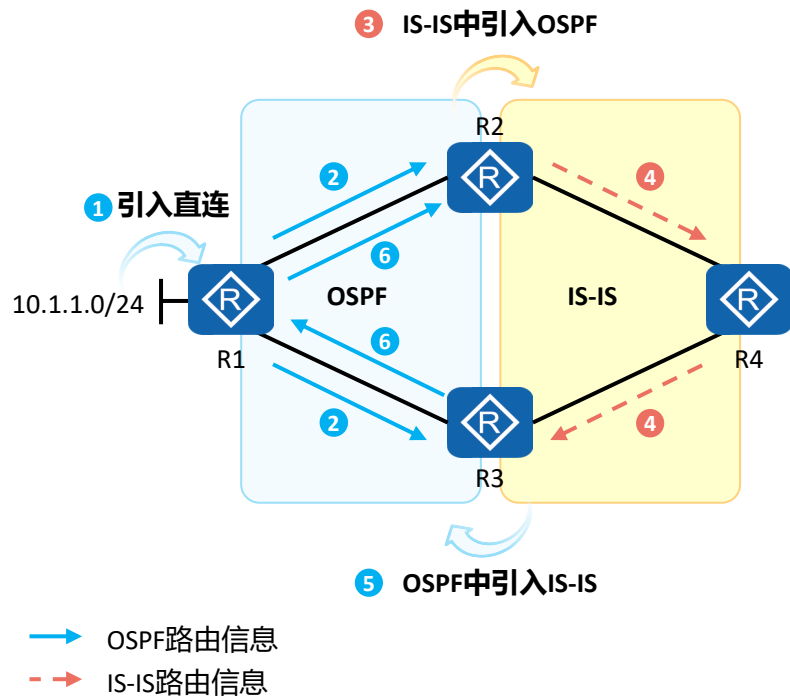 3 IS-IS中引入OSPF
R2
2
4
1 引入直连
6
10.1.1.0/24
OSPF
IS-IS
R1
6
R4
2
4
R3
5 OSPF中引入IS-IS
OSPF路由信息
IS-IS路由信息
R
R
R
R